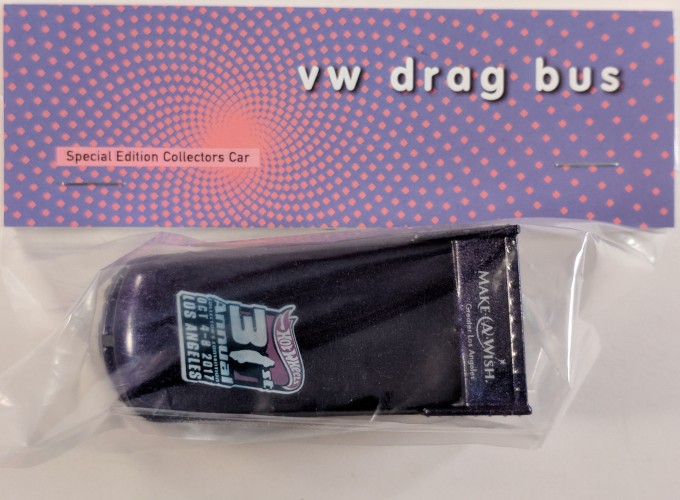 vw drag bus
Special Edition Collectors Car
HOT WHEELS
31st
Annual
OCT 4-8 2017
LOS ANGELES
MAKE-A-WISH
Greater Los Angeles